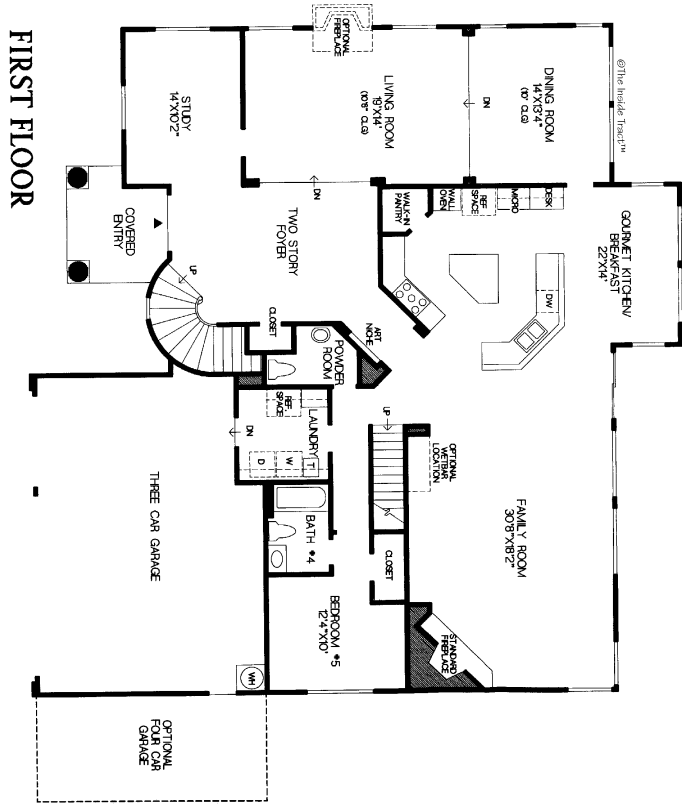 FIRST FLOOR
©The Inside Tract™
OPTIONAL
FIREPLACE
STUDY
14'X10'2"
LIVING ROOM
19'X14'
(10'8" CLG)
DN
DINING ROOM
14'X13'4"
(10' CLG)
DN
COVERED
ENTRY
TWO STORY
FOYER
UP
WALK-IN
PANTRY
WALL
OVEN
REF
SPACE
MICRO
DESK
GOURMET KITCHEN/
BREAKFAST
22'X14'
DW
CLOSET
POWDER
ROOM
ART
NICHE
REF.
SPACE
LAUNDRY
DN
D
W
T
UP
OPTIONAL
WETBAR
LOCATION
FAMILY ROOM
30'8"X18'2"
THREE CAR GARAGE
BATH #4
CLOSET
BEDROOM #5
12'4"X10'
STANDARD
FIREPLACE
WH
OPTIONAL
FOUR CAR
GARAGE